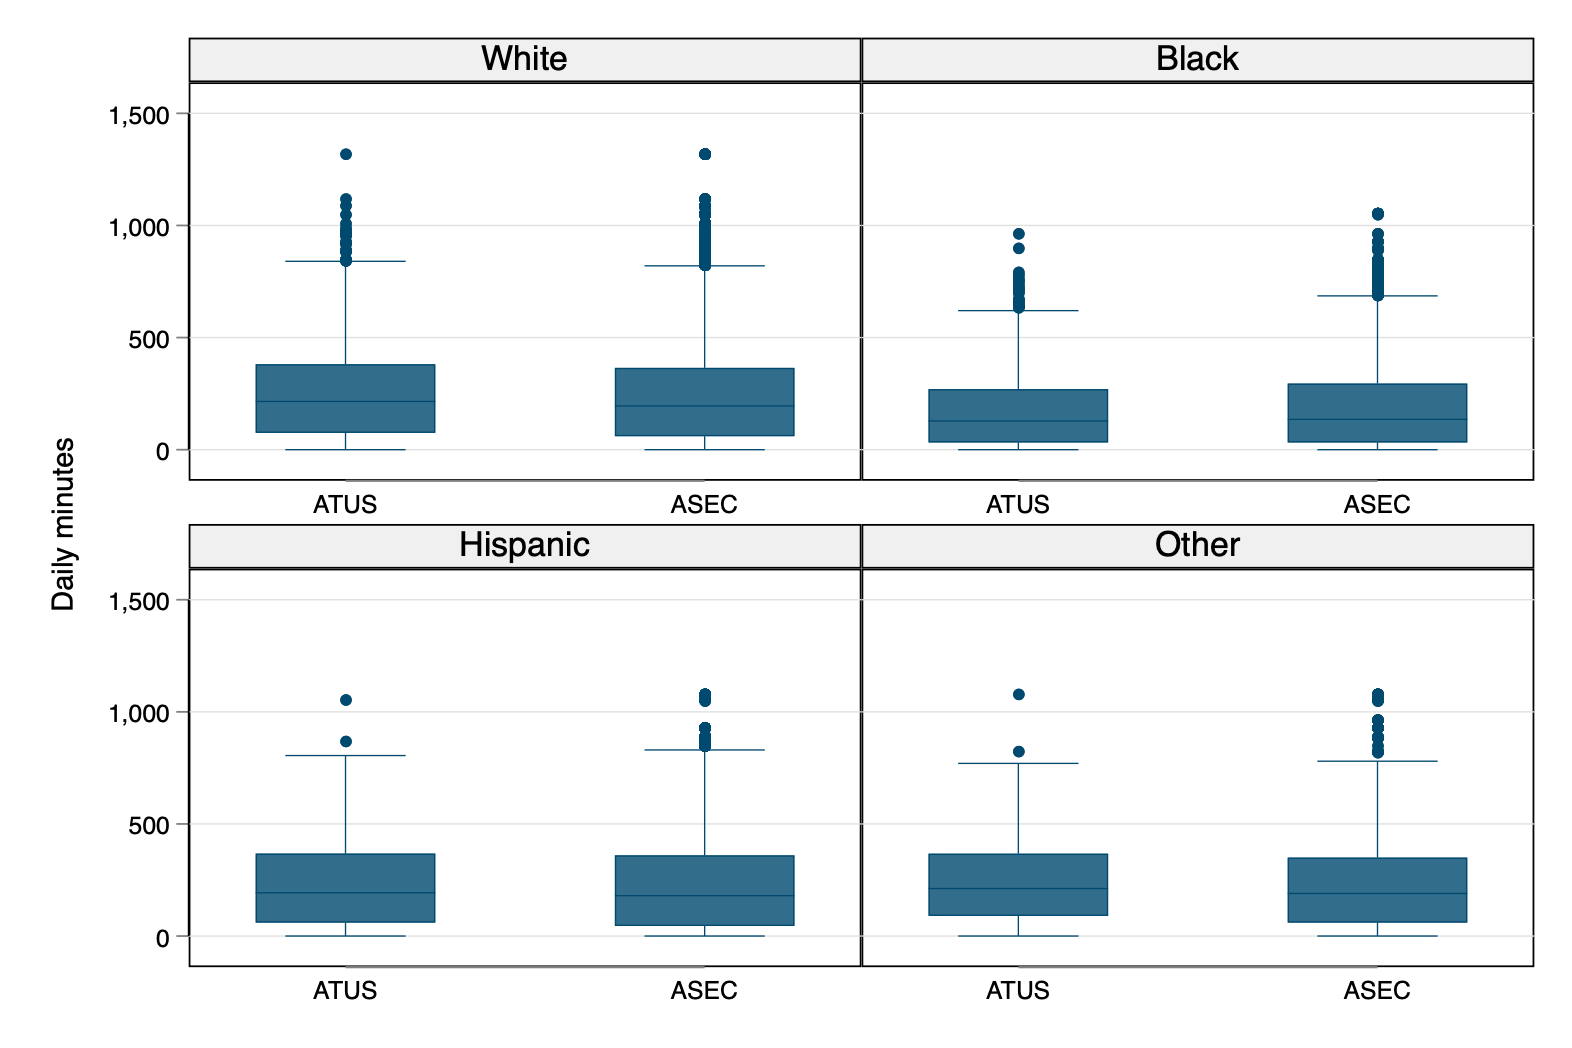 White
Black
1,500
1,000
500
0
ATUS
ASEC
ATUS
ASEC
Daily minutes
Hispanic
Other
1,500
1,000
500
0
ATUS
ASEC
ATUS
ASEC